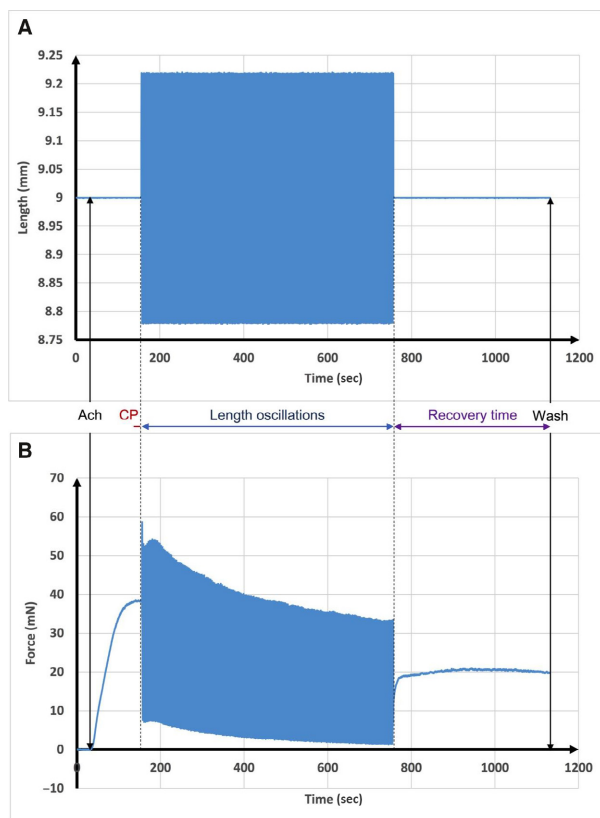 A
9.25
9.2
9.15
9.1
9.05
9
8.95
8.9
8.85
8.8
8.75
Length (mm)
0 200 400 600 800 1000 1200
Time (sec)
Ach CP Length oscillations Recovery time Wash
B
70
60
50
40
30
20
10
0
–10
Force (mN)
0 200 400 600 800 1000 1200
Time (sec)